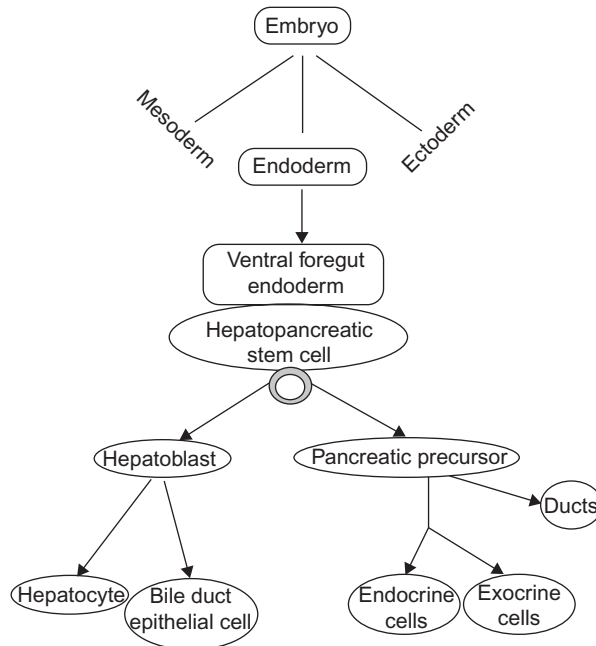 Embryo
Mesoderm
Endoderm
Ectoderm
Ventral foregut
endoderm
Hepatopancreatic
stem cell
Hepatoblast
Pancreatic precursor
Ducts
Hepatocyte
Bile duct
epithelial cell
Endocrine
cells
Exocrine
cells